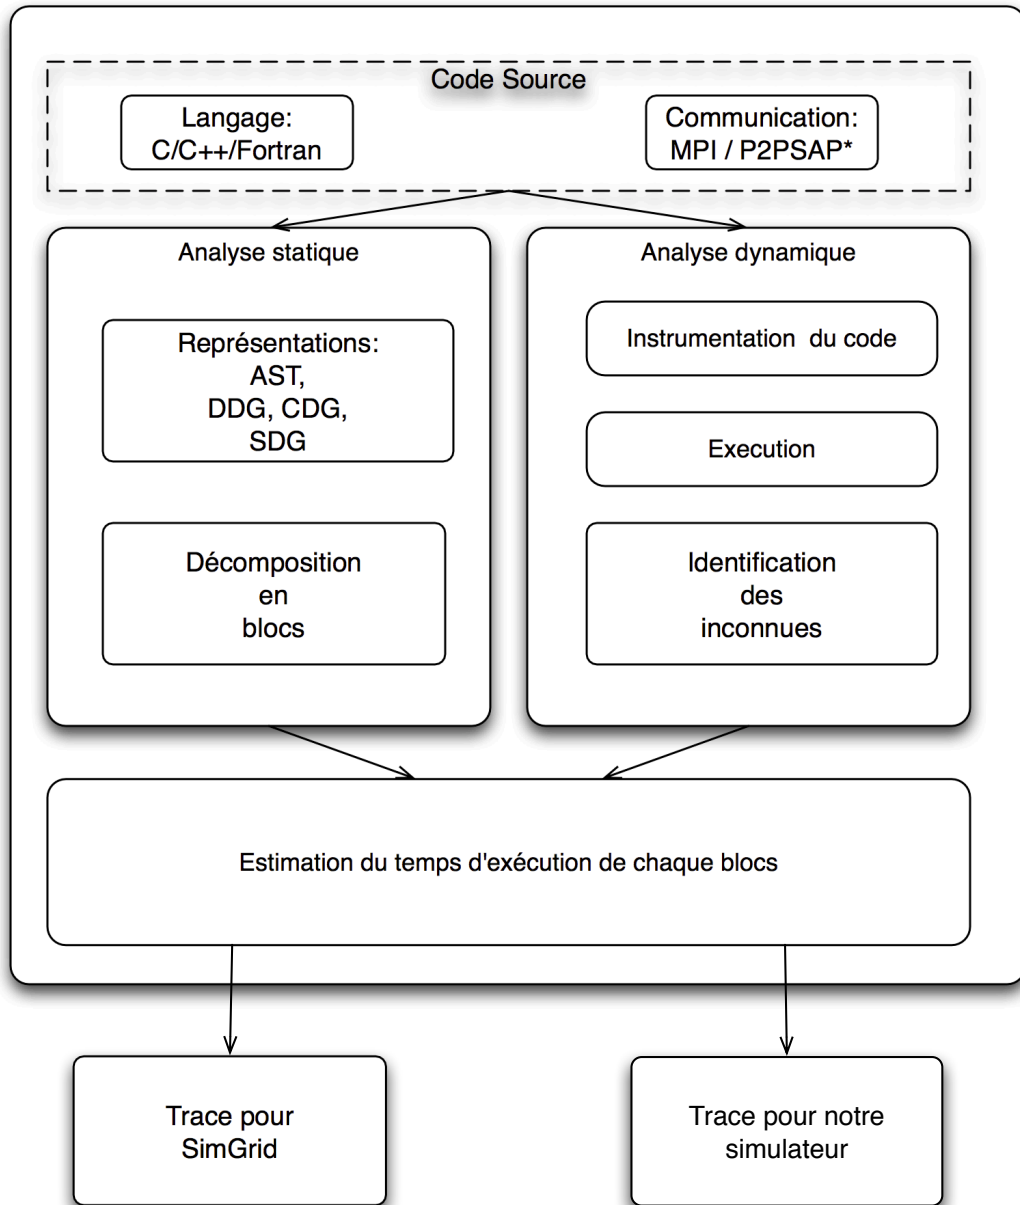 Code Source
Langage:
C/C++/Fortran
Communication:
MPI / P2PSAP*
Analyse statique
Représentations:
AST,
DDG, CDG,
SDG
Décomposition
en
blocs
Analyse dynamique
Instrumentation du code
Execution
Identification
des
inconnues
Estimation du temps d'exécution de chaque blocs
Trace pour
SimGrid
Trace pour notre
simulateur